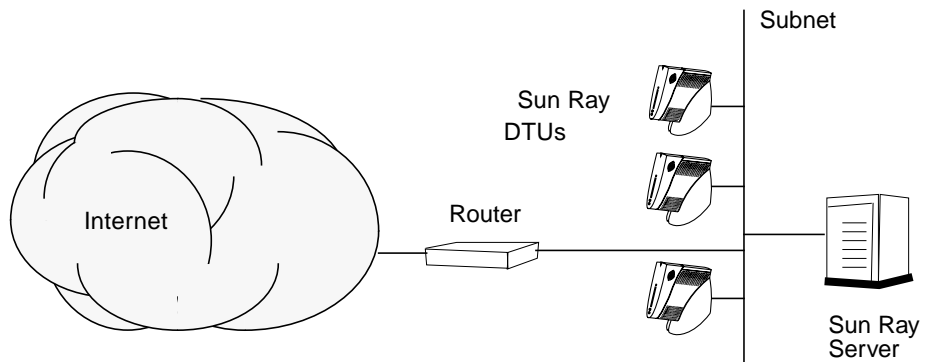 Subnet
Sun Ray
DTUs
Router
Internet
Sun Ray
Server